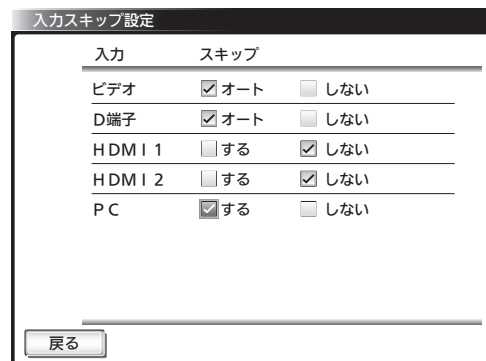 入力スキップ設定
入力 スキップ
ビデオ オート しない
D端子 オート しない
HDMI1 する しない
HDMI2 する しない
PC する しない
戻る